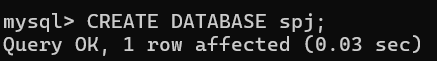 mysql> CREATE DATABASE spj;
Query OK, 1 row affected (0.03 sec)